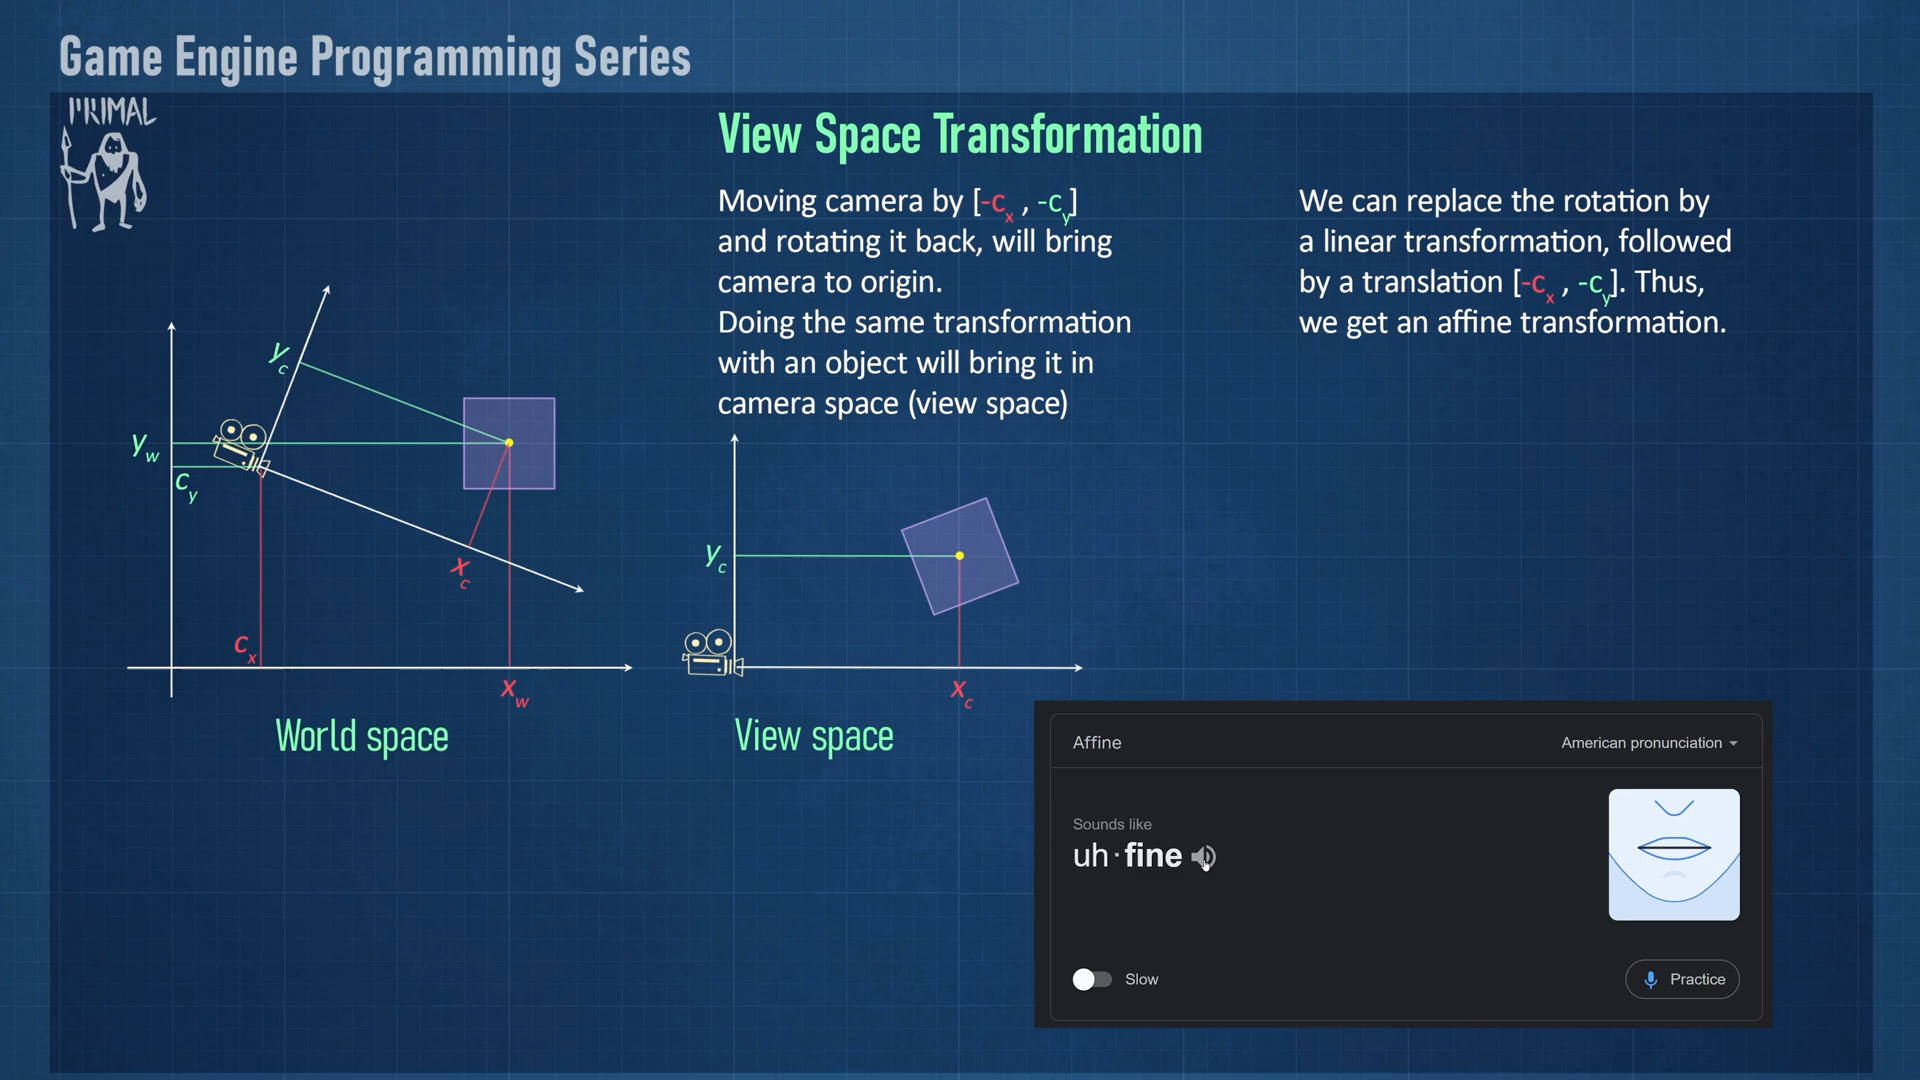 Game Engine Programming Series
PRIMAL
View Space Transformation
Moving camera by [-cx , -cy]
and rotating it back, will bring
camera to origin.
Doing the same transformation
with an object will bring it in
camera space (view space)
We can replace the rotation by
a linear transformation, followed
by a translation [-cx , -cy]. Thus,
we get an affine transformation.
yc
yw
cy
xc
cx
xw
World space
yc
xc
View space
Affine
American pronunciation
Sounds like
uh·fine
Slow
Practice